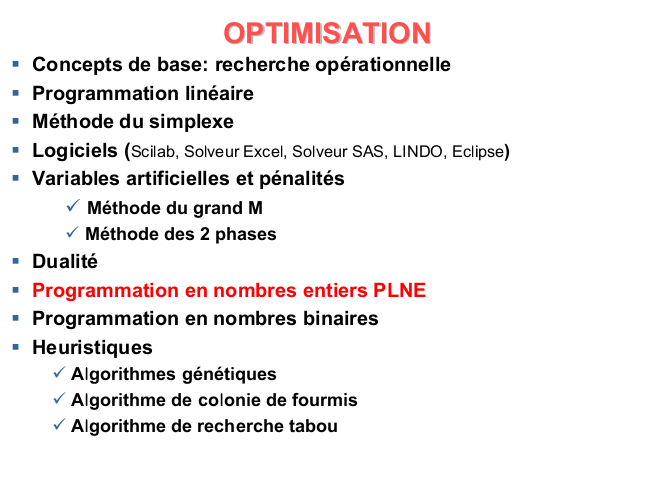 OPTIMISATION
▪ Concepts de base: recherche opérationnelle
▪ Programmation linéaire
▪ Méthode du simplexe
▪ Logiciels (Scilab, Solveur Excel, Solveur SAS, LINDO, Eclipse)
▪ Variables artificielles et pénalités
✓ Méthode du grand M
✓ Méthode des 2 phases
▪ Dualité
▪ Programmation en nombres entiers PLNE
▪ Programmation en nombres binaires
▪ Heuristiques
✓ Algorithmes génétiques
✓ Algorithme de colonie de fourmis
✓ Algorithme de recherche tabou